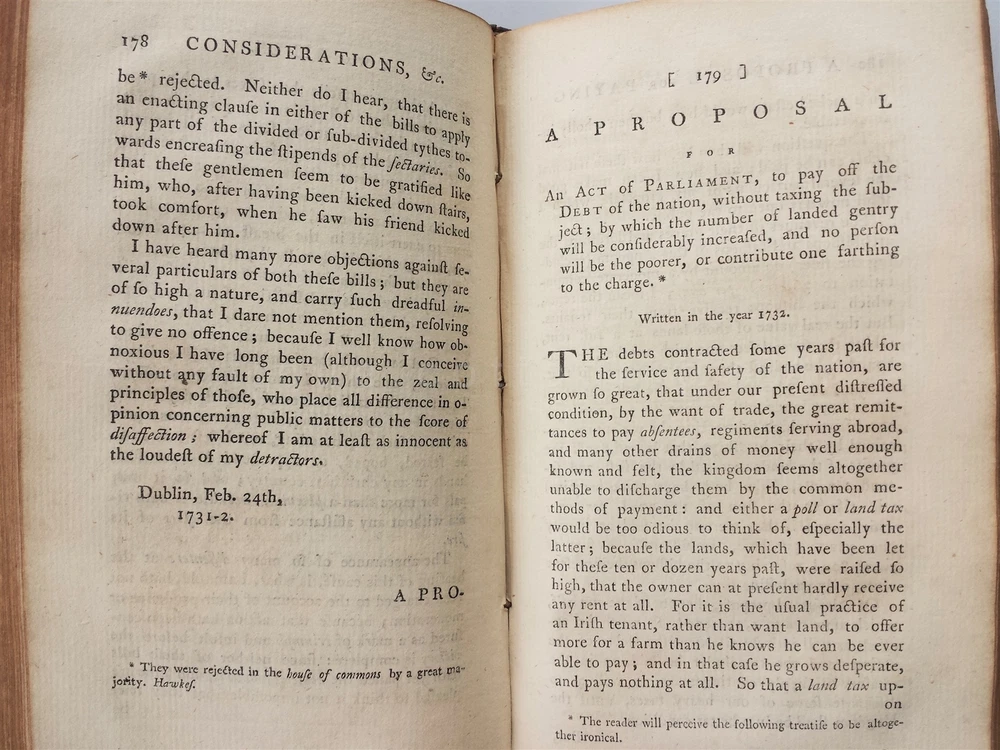 178 CONSIDERATIONS, &c.
be* rejected. Neither do I hear, that there is
an enacting clauſe in either of the bills to apply
any part of the divided or ſub-divided tythes to-
wards encreaſing the ſtipends of the ſectaries. So
that theſe gentlemen ſeem to be gratified like
him, who, after having been kicked down ſtairs,
took comfort, when he ſaw his friend kicked
down after him.
I have heard many more objections againſt ſe-
veral particulars of both theſe bills; but they are
of ſo high a nature, and carry ſuch dreadful in-
nuendoes, that I dare not mention them, reſolving
to give no offence; becauſe I well know how ob-
noxious I have long been (although I conceive
without any fault of my own) to the zeal and
principles of thoſe, who place all difference in o-
pinion concerning public matters to the ſcore of
diſaffection; whereof I am at leaſt as innocent as
the loudeſt of my detractors.
Dublin, Feb. 24th,
1731-2.
A PRO-
* They were rejected in the houſe of commons by a great ma-
jority. Hawkeſ.
[ 179 ]
A PROPOSAL
FOR
An ACT of PARLIAMENT, to pay off the
DEBT of the nation, without taxing the ſub-
ject; by which the number of landed gentry
will be conſiderably increaſed, and no perſon
will be the poorer, or contribute one farthing
to the charge. *
Written in the year 1732.
THE debts contracted ſome years paſt for
the ſervice and ſafety of the nation, are
grown ſo great, that under our preſent diſtreſſed
condition, by the want of trade, the great remit-
tances to pay abſentees, regiments ſerving abroad,
and many other drains of money well enough
known and felt, the kingdom ſeems altogether
unable to diſcharge them by the common me-
thods of payment: and either a poll or land tax
would be too odious to think of, eſpecially the
latter; becauſe the lands, which have been let
for theſe ten or dozen years paſt, were raiſed ſo
high, that the owner can at preſent hardly receive
any rent at all. For it is the uſual practice of
an Iriſh tenant, rather than want land, to offer
more for a farm than he knows he can be ever
able to pay; and in that caſe he grows deſperate,
and pays nothing at all. So that a land tax up-
on
* The reader will perceive the following treatiſe to be altoge-
ther ironical.